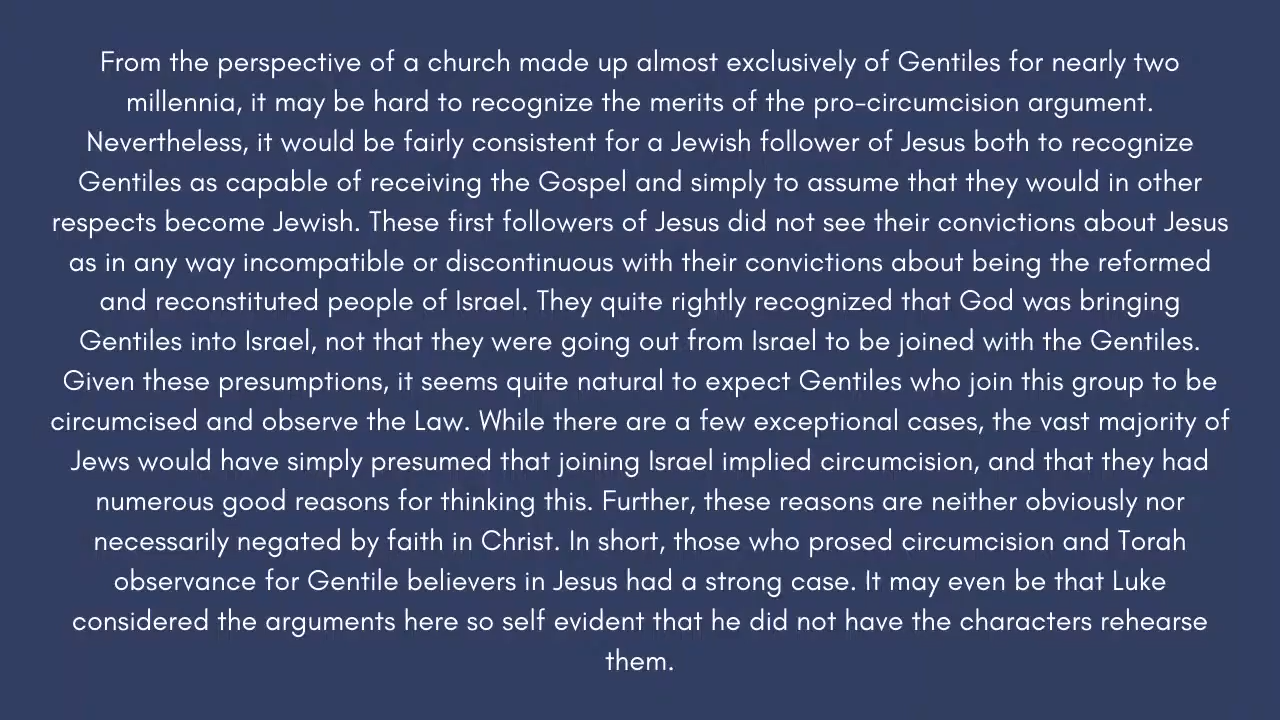 From the perspective of a church made up almost exclusively of Gentiles for nearly two
millennia, it may be hard to recognize the merits of the pro-circumcision argument.
Nevertheless, it would be fairly consistent for a Jewish follower of Jesus both to recognize
Gentiles as capable of receiving the Gospel and simply to assume that they would in other
respects become Jewish. These first followers of Jesus did not see their convictions about Jesus
as in any way incompatible or discontinuous with their convictions about being the reformed
and reconstituted people of Israel. They quite rightly recognized that God was bringing
Gentiles into Israel, not that they were going out from Israel to be joined with the Gentiles.
Given these presumptions, it seems quite natural to expect Gentiles who join this group to be
circumcised and observe the Law. While there are a few exceptional cases, the vast majority of
Jews would have simply presumed that joining Israel implied circumcision, and that they had
numerous good reasons for thinking this. Further, these reasons are neither obviously nor
necessarily negated by faith in Christ. In short, those who prosed circumcision and Torah
observance for Gentile believers in Jesus had a strong case. It may even be that Luke
considered the arguments here so self evident that he did not have the characters rehearse
them.